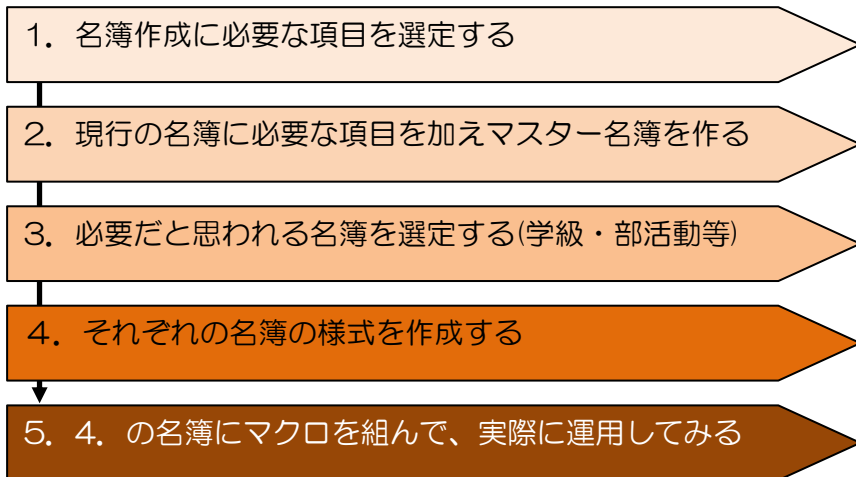 １．名簿作成に必要な項目を選定する
２．現行の名簿に必要な項目を加えマスター名簿を作る
３．必要だと思われる名簿を選定する(学級・部活動等)
４．それぞれの名簿の様式を作成する
５．４．の名簿にマクロを組んで、実際に運用してみる